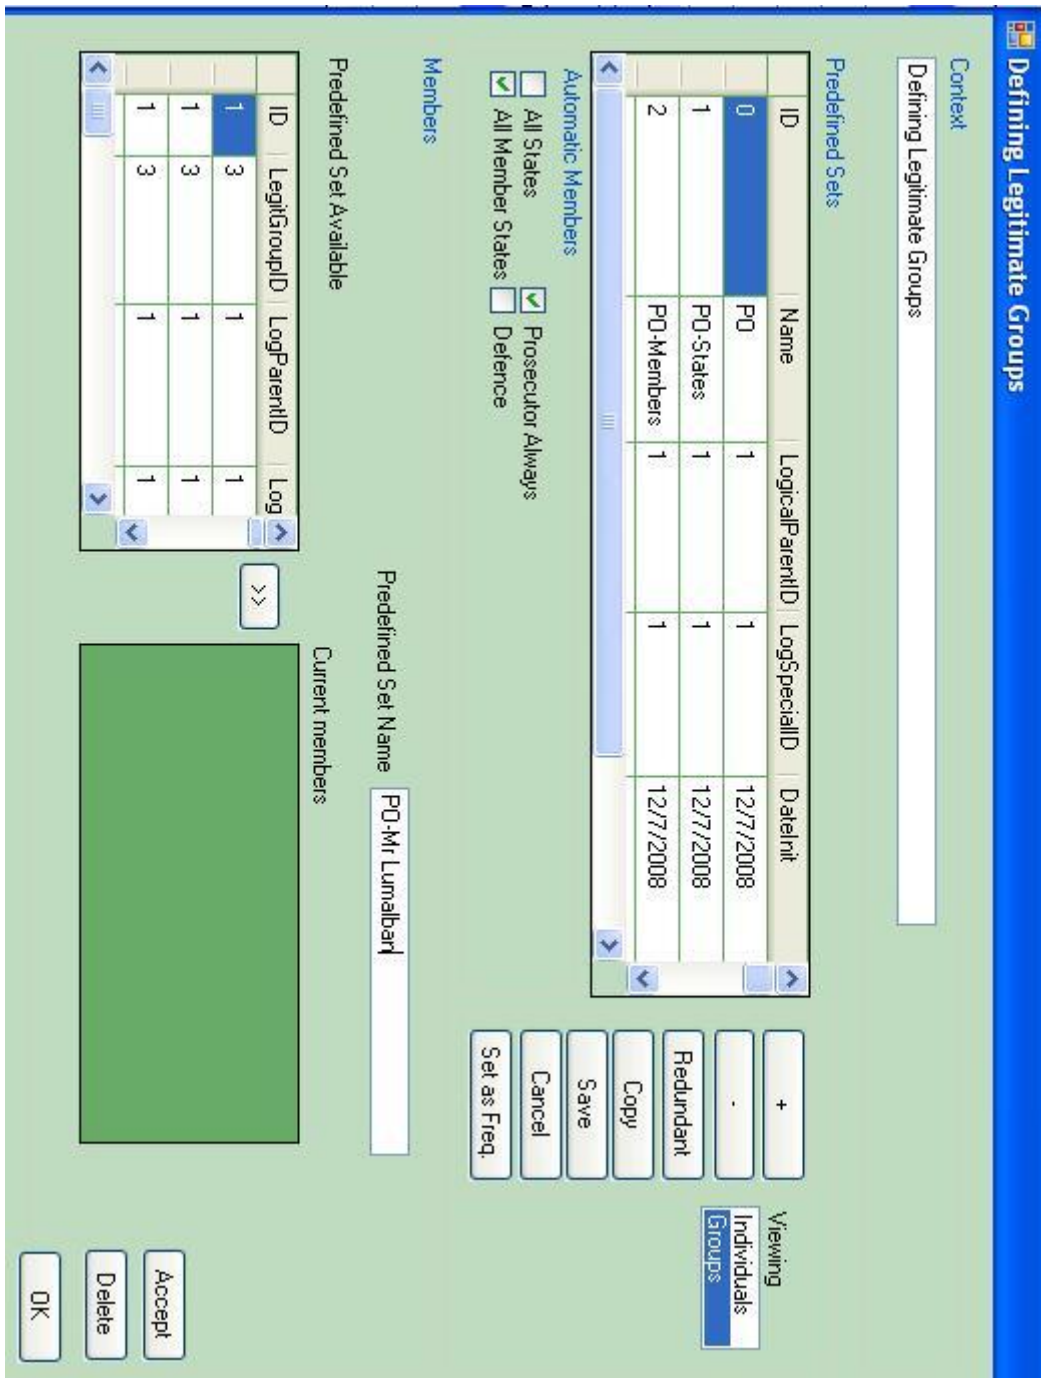 Defining Legitimate Groups
Context
Defining Legitimate Groups
Predefined Sets
ID Name LogicalParentID LogSpecialID DateInit
0 PO 1 1 12/7/2008
1 PO-States 1 1 12/7/2008
2 PO-Members 1 1 12/7/2008
+
-
Redundant
Copy
Save
Cancel
Set as Freq.
Viewing
Individuals
Groups
Automatic Members
All States Prosecutor Always
All Member States Defence
Members
Predefined Set Name PO-Mr Lumalban
Predefined Set Available
ID LegitGroupID LogParentID Log
1 3 1 1
1 3 1 1
1 3 1 1
>>
Current members
Accept
Delete
OK